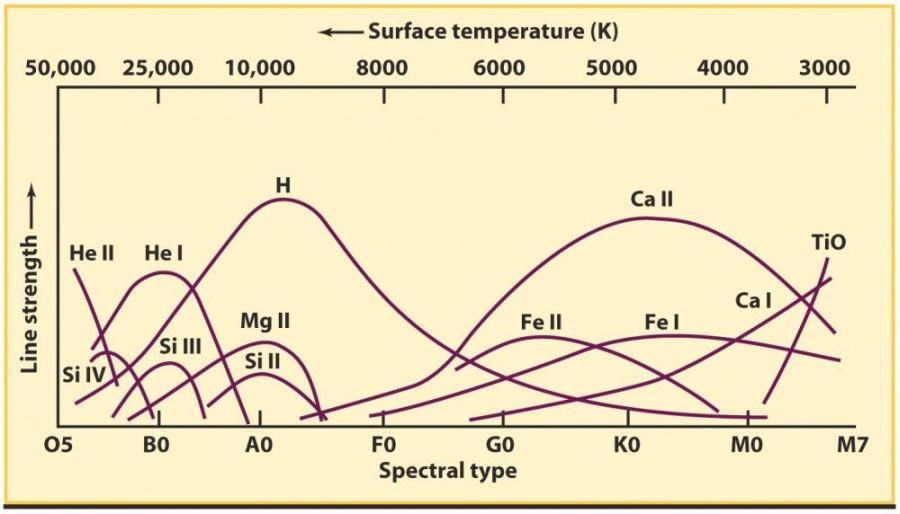 ← Surface temperature (K)
50,000 25,000 10,000 8000 6000 5000 4000 3000
H
Ca II
TiO
He II He I
Ca I
Mg II Fe II Fe I
Si III
Si II
Si IV
Line strength →
O5 B0 A0 F0 G0 K0 M0 M7
Spectral type